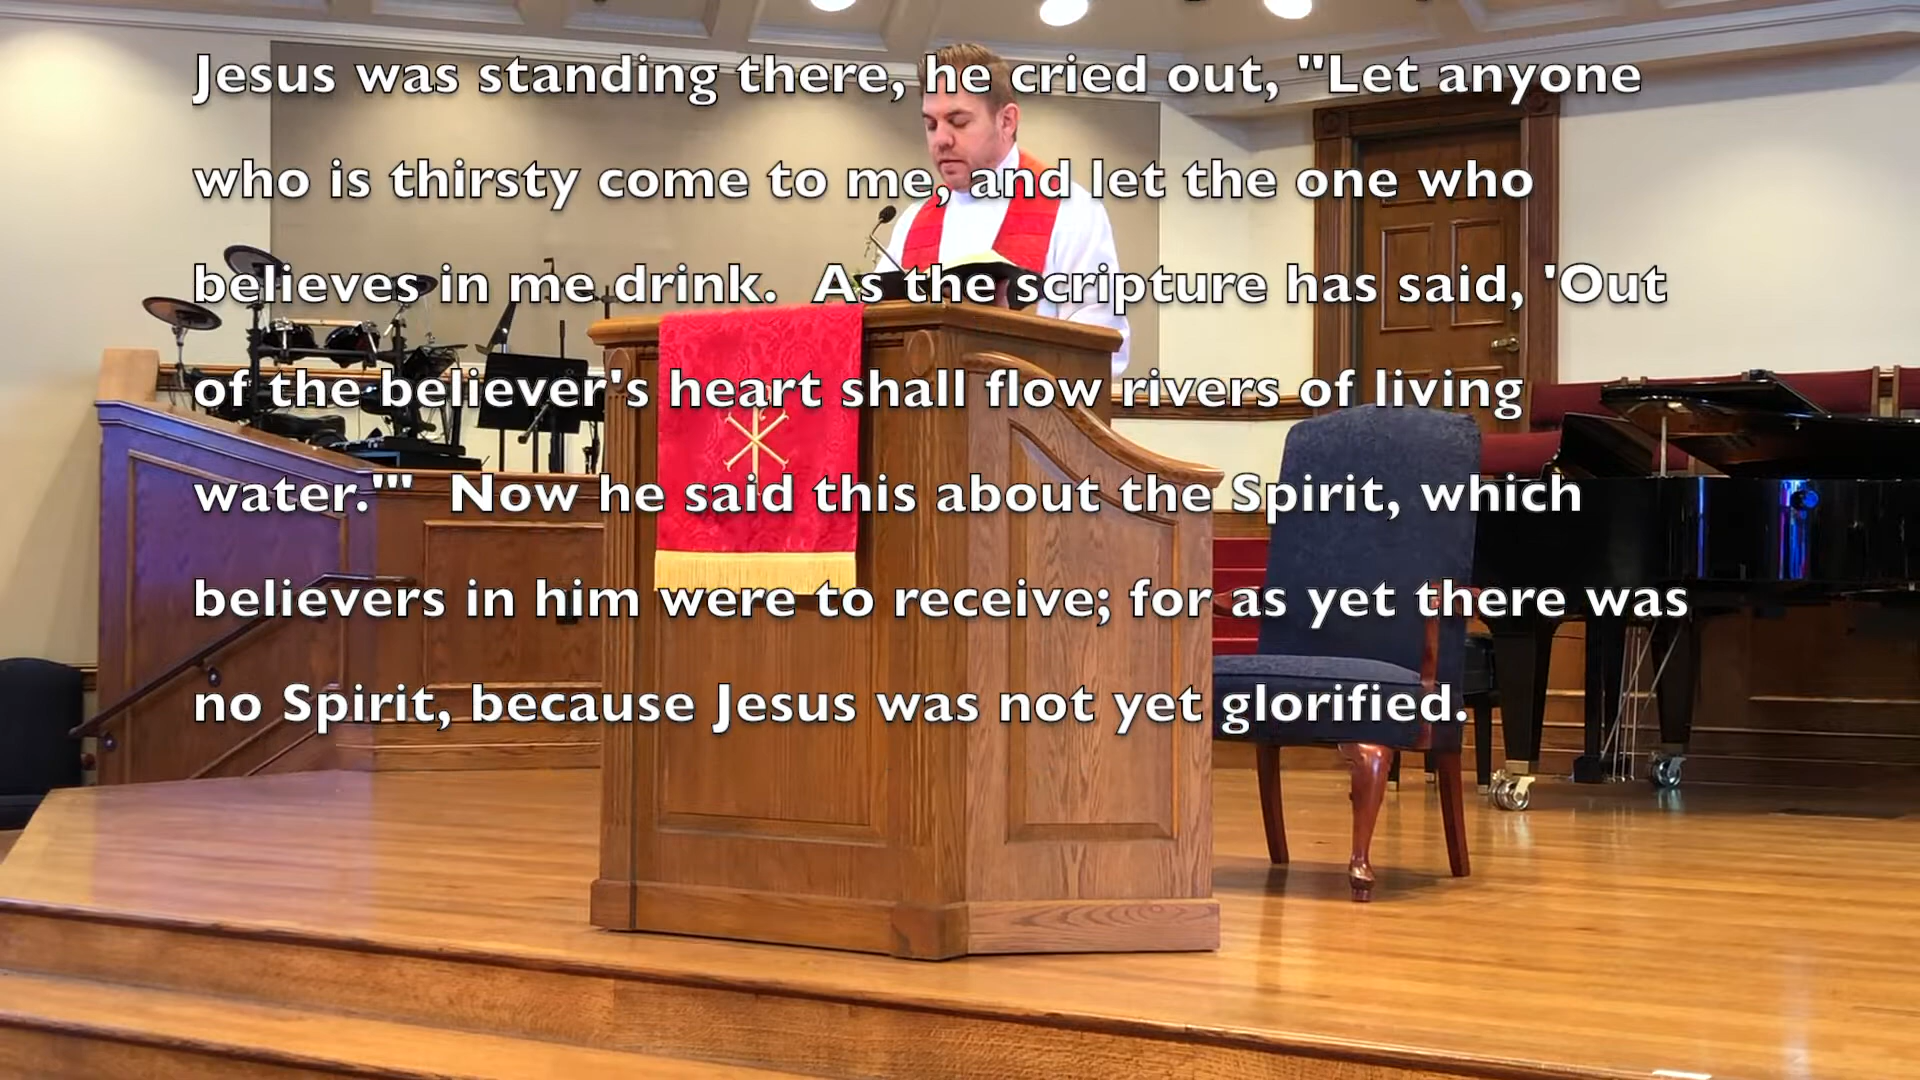 Jesus was standing there, he cried out, "Let anyone
who is thirsty come to me, and let the one who
believes in me drink.  As the scripture has said, 'Out
of the believer's heart shall flow rivers of living
water.'"  Now he said this about the Spirit, which
believers in him were to receive; for as yet there was
no Spirit, because Jesus was not yet glorified.